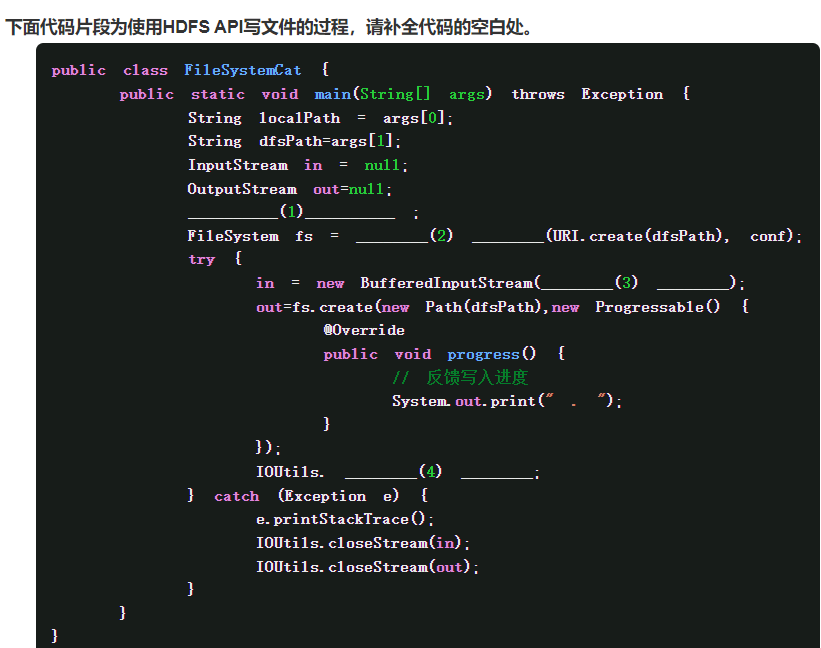 下面代码片段为使用HDFS API写文件的过程，请补全代码的空白处。
public class FileSystemCat {
public static void main(String[] args) throws Exception {
String localPath = args[0];
String dfsPath=args[1];
InputStream in = null;
OutputStream out=null;
__________(1)__________ ;
FileSystem fs = ________(2) ________(URI.create(dfsPath), conf);
try {
in = new BufferedInputStream(________(3) ________);
out=fs.create(new Path(dfsPath),new Progressable() {
@Override
public void progress() {
// 反馈写入进度
System.out.print(" . ");
}
});
IOUtils. ________(4) ________;
} catch (Exception e) {
e.printStackTrace();
IOUtils.closeStream(in);
IOUtils.closeStream(out);
}
}
}